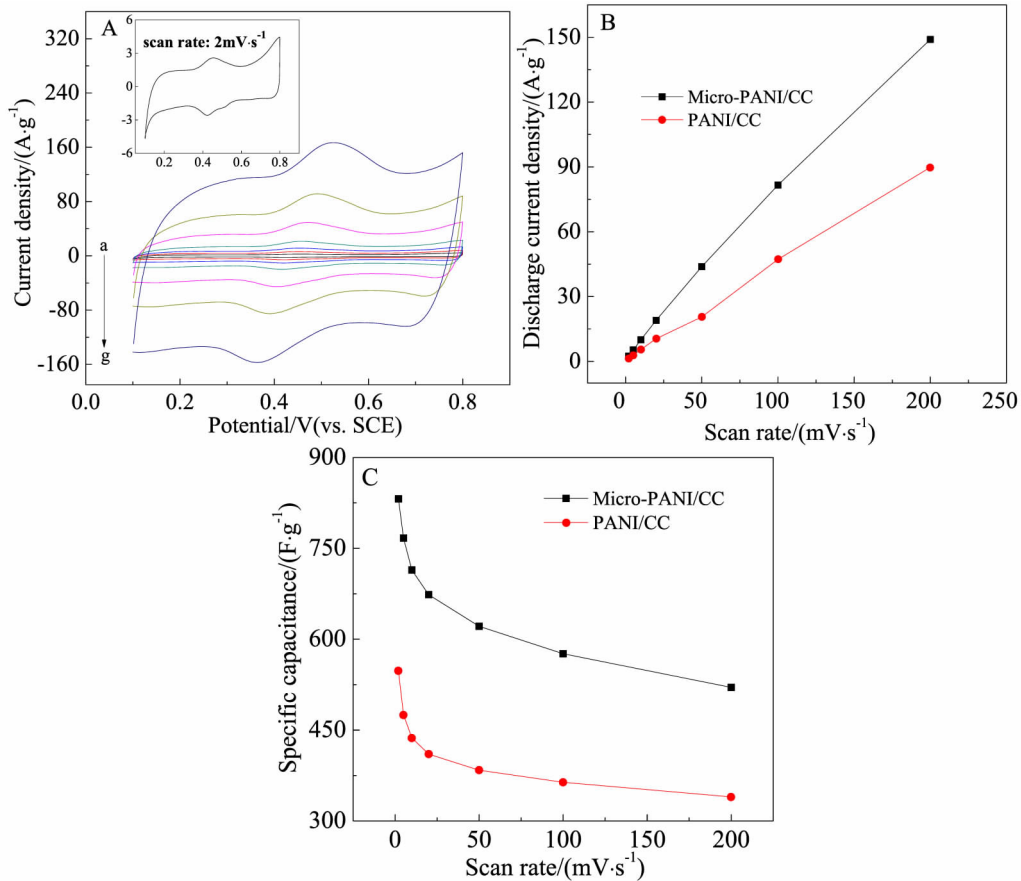 A
scan rate: 2mV·s⁻¹
6
3
0
-3
-6
0.2 0.4 0.6 0.8
320
240
160
80
0
-80
-160
a
g
Current density/(A·g⁻¹)
0.0 0.2 0.4 0.6 0.8
Potential/V(vs. SCE)
B
Micro-PANI/CC
PANI/CC
150
120
90
60
30
0
Discharge current density/(A·g⁻¹)
0 50 100 150 200 250
Scan rate/(mV·s⁻¹)
C
Micro-PANI/CC
PANI/CC
900
750
600
450
300
Specific capacitance/(F·g⁻¹)
0 50 100 150 200
Scan rate/(mV·s⁻¹)